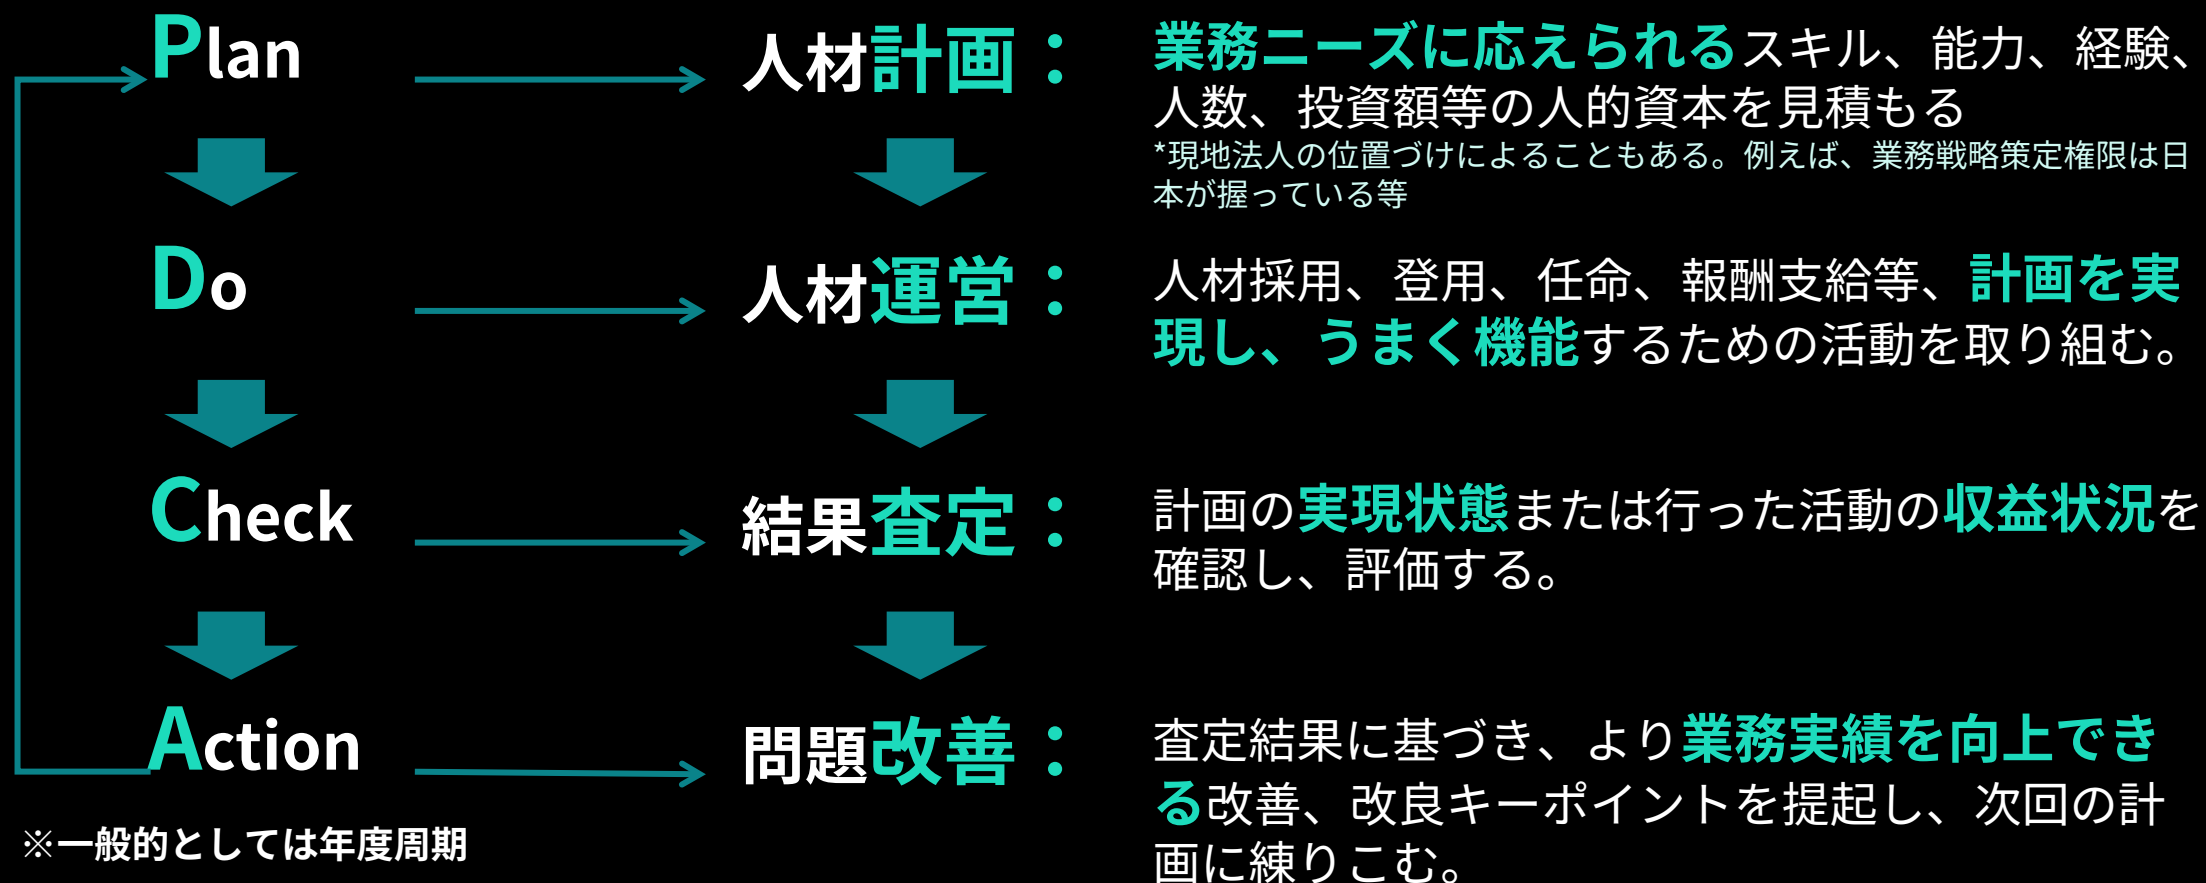 Plan
人材計画：
業務ニーズに応えられるスキル、能力、経験、
人数、投資額等の人的資本を見積もる
*現地法人の位置づけによることもある。例えば、業務戦略策定権限は日
本が握っている等
Do
人材運営：
人材採用、登用、任命、報酬支給等、計画を実
現し、うまく機能するための活動を取り組む。
Check
結果査定：
計画の実現状態または行った活動の収益状況を
確認し、評価する。
Action
問題改善：
査定結果に基づき、より業務実績を向上でき
る改善、改良キーポイントを提起し、次回の計
画に練りこむ。
※一般的としては年度周期